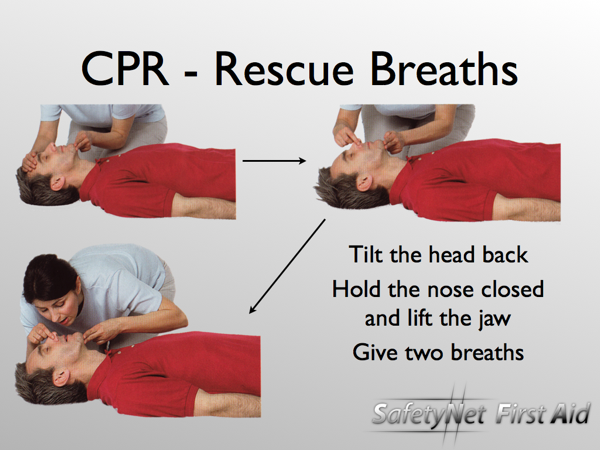 CPR - Rescue Breaths
Tilt the head back
Hold the nose closed
and lift the jaw
Give two breaths
SafetyNet First Aid